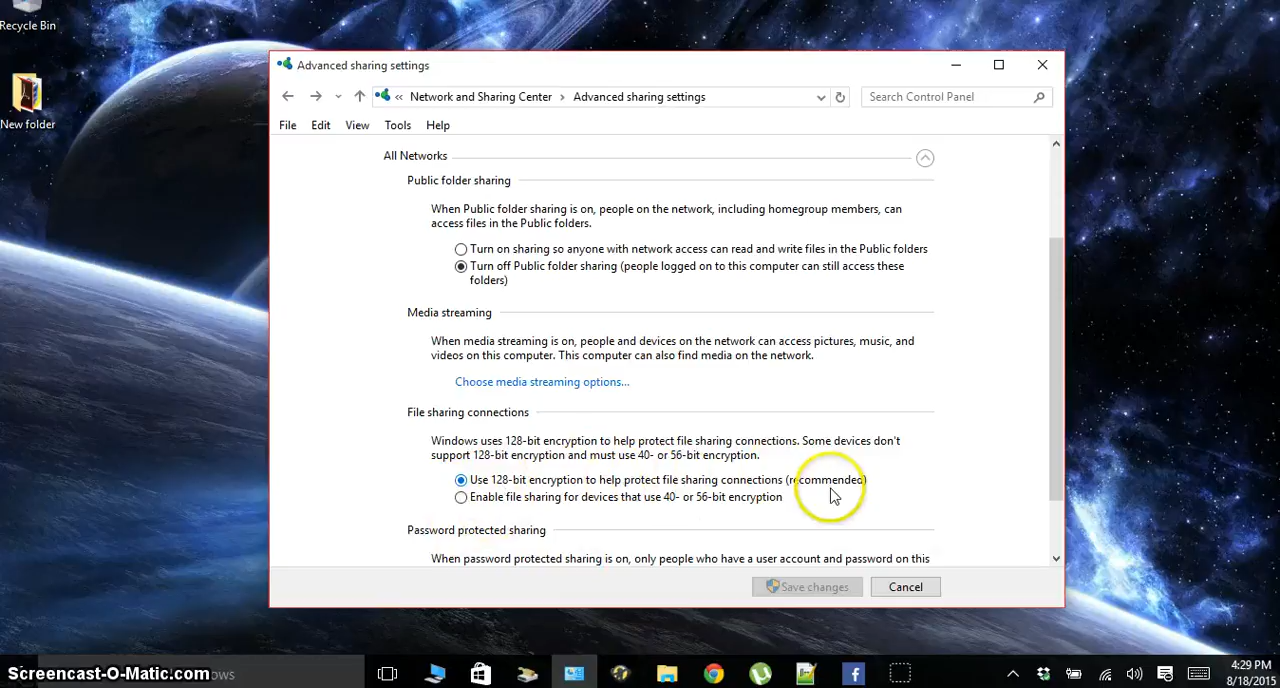 Recycle Bin
New folder
Advanced sharing settings
« Network and Sharing Center > Advanced sharing settings
Search Control Panel
File Edit View Tools Help
All Networks
Public folder sharing
When Public folder sharing is on, people on the network, including homegroup members, can
access files in the Public folders.
Turn on sharing so anyone with network access can read and write files in the Public folders
Turn off Public folder sharing (people logged on to this computer can still access these
folders)
Media streaming
When media streaming is on, people and devices on the network can access pictures, music, and
videos on this computer. This computer can also find media on the network.
Choose media streaming options...
File sharing connections
Windows uses 128-bit encryption to help protect file sharing connections. Some devices don't
support 128-bit encryption and must use 40- or 56-bit encryption.
Use 128-bit encryption to help protect file sharing connections (recommended)
Enable file sharing for devices that use 40- or 56-bit encryption
Password protected sharing
When password protected sharing is on, only people who have a user account and password on this
Save changes
Cancel
Screencast-O-Matic.com
4:29 PM
8/18/2015